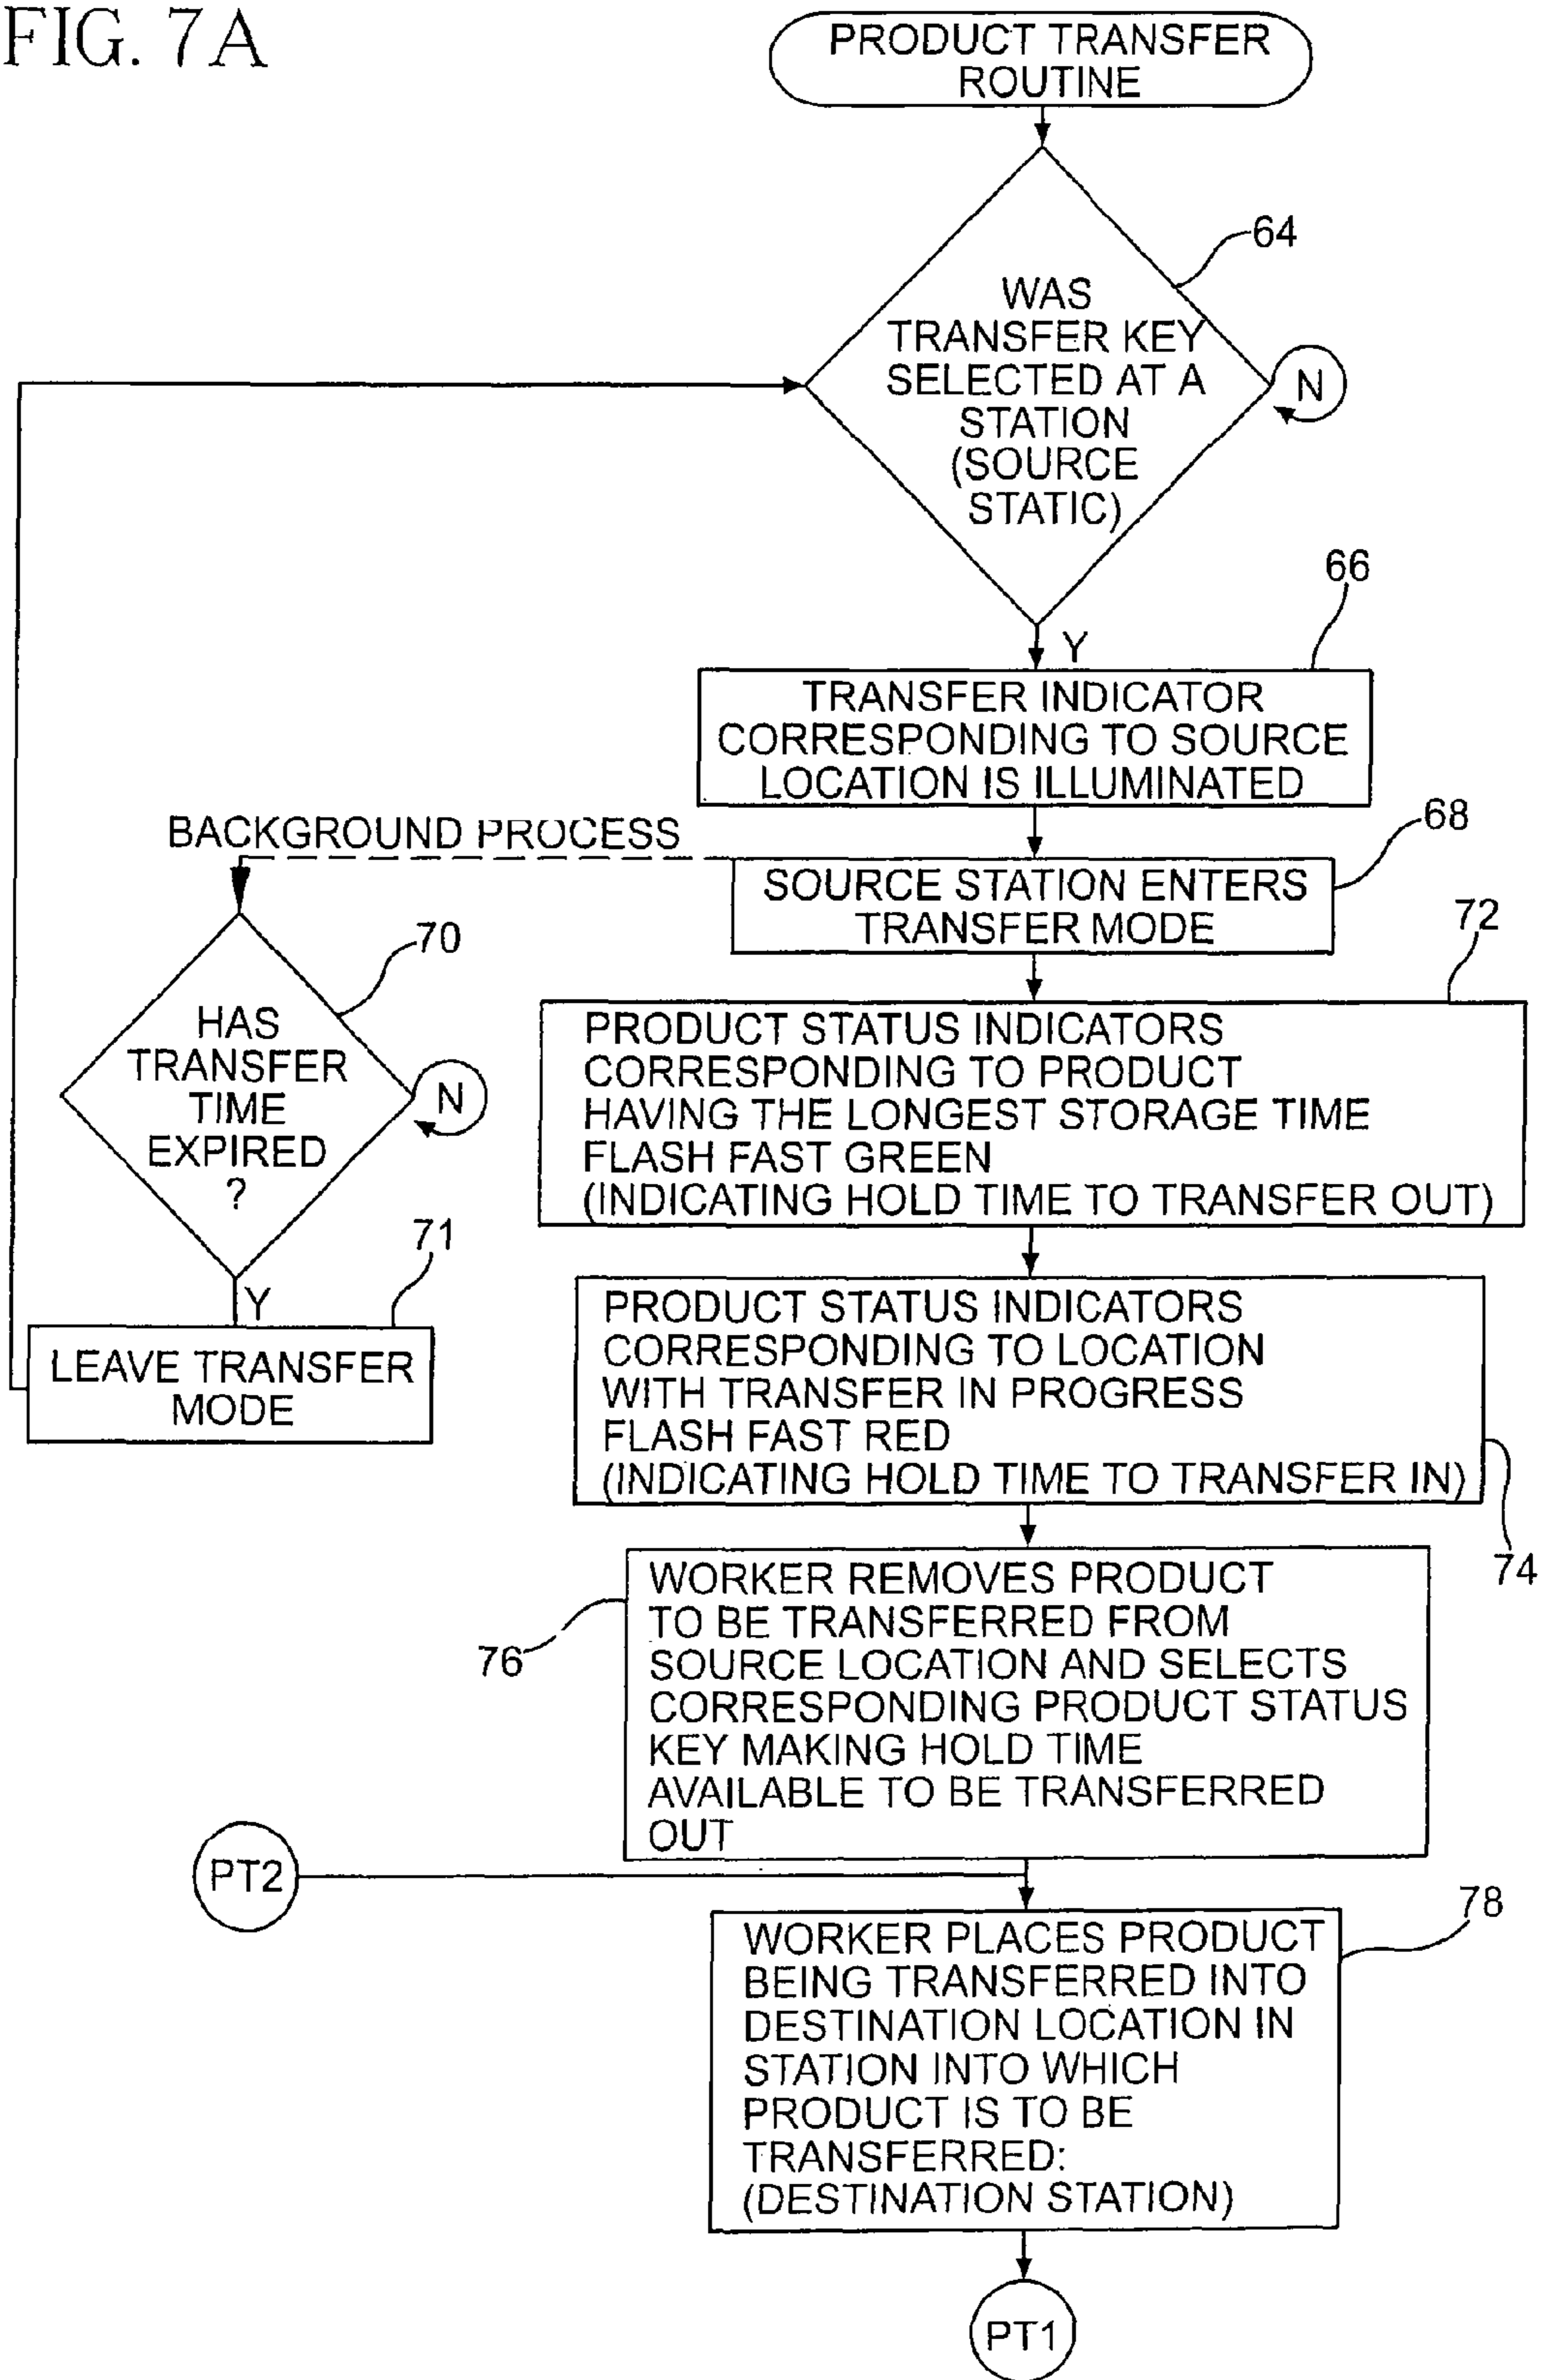 FIG. 7A
PRODUCT TRANSFER
ROUTINE
64
WAS
TRANSFER KEY
SELECTED AT A
STATION
(SOURCE
STATIC)
N
66
Y
TRANSFER INDICATOR
CORRESPONDING TO SOURCE
LOCATION IS ILLUMINATED
BACKGROUND PROCESS
68
SOURCE STATION ENTERS
TRANSFER MODE
70
HAS
TRANSFER
TIME
EXPIRED
?
N
Y
71
LEAVE TRANSFER
MODE
72
PRODUCT STATUS INDICATORS
CORRESPONDING TO PRODUCT
HAVING THE LONGEST STORAGE TIME
FLASH FAST GREEN
(INDICATING HOLD TIME TO TRANSFER OUT)
PRODUCT STATUS INDICATORS
CORRESPONDING TO LOCATION
WITH TRANSFER IN PROGRESS
FLASH FAST RED
(INDICATING HOLD TIME TO TRANSFER IN)
74
76
WORKER REMOVES PRODUCT
TO BE TRANSFERRED FROM
SOURCE LOCATION AND SELECTS
CORRESPONDING PRODUCT STATUS
KEY MAKING HOLD TIME
AVAILABLE TO BE TRANSFERRED
OUT
PT2
78
WORKER PLACES PRODUCT
BEING TRANSFERRED INTO
DESTINATION LOCATION IN
STATION INTO WHICH
PRODUCT IS TO BE
TRANSFERRED:
(DESTINATION STATION)
PT1